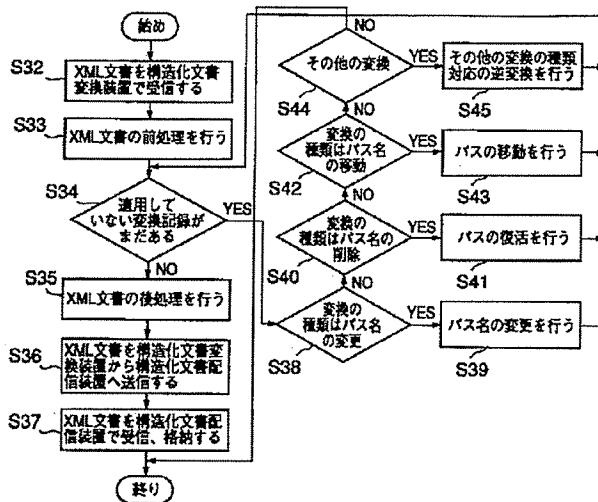 始め
S32
XML文書を構造化文書
変換装置で受信する
S33
XML文書の前処理を行う
S34
適用して
いない変換記録が
まだある
YES
NO
S35
XML文書の後処理を行う
S36
XML文書を構造化文書変
換装置から構造化文書配
信装置へ送信する
S37
XML文書を構造化文書配
信装置で受信、格納する
終り
NO
その他の変換
S44
YES
その他の変換の種類
対応の逆変換を行う
S45
NO
変換の
種類はパス名
の移動
S42
YES
パスの移動を行う
S43
NO
変換の
種類はパス名の
削除
S40
YES
パスの復活を行う
S41
NO
変換の
種類はパス名
の変更
S38
YES
パス名の変更を行う
S39